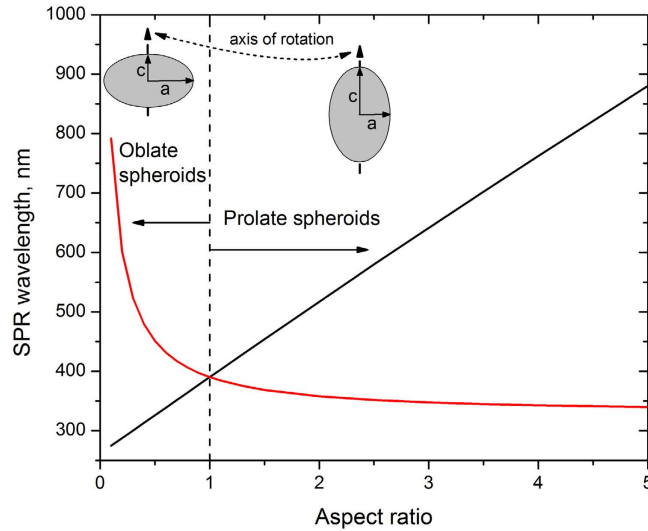 1000
900
800
700
600
500
400
300
SPR wavelength, nm
axis of rotation
c
a
c
a
Oblate
spheroids
Prolate spheroids
0
1
2
3
4
5
Aspect ratio